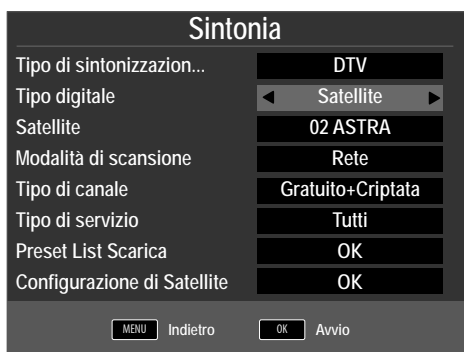 Sintonia
Tipo di sintonizzazion... DTV
Tipo digitale Satellite
Satellite 02 ASTRA
Modalità di scansione Rete
Tipo di canale Gratuito+Criptata
Tipo di servizio Tutti
Preset List Scarica OK
Configurazione di Satellite OK
MENU Indietro OK Avvio